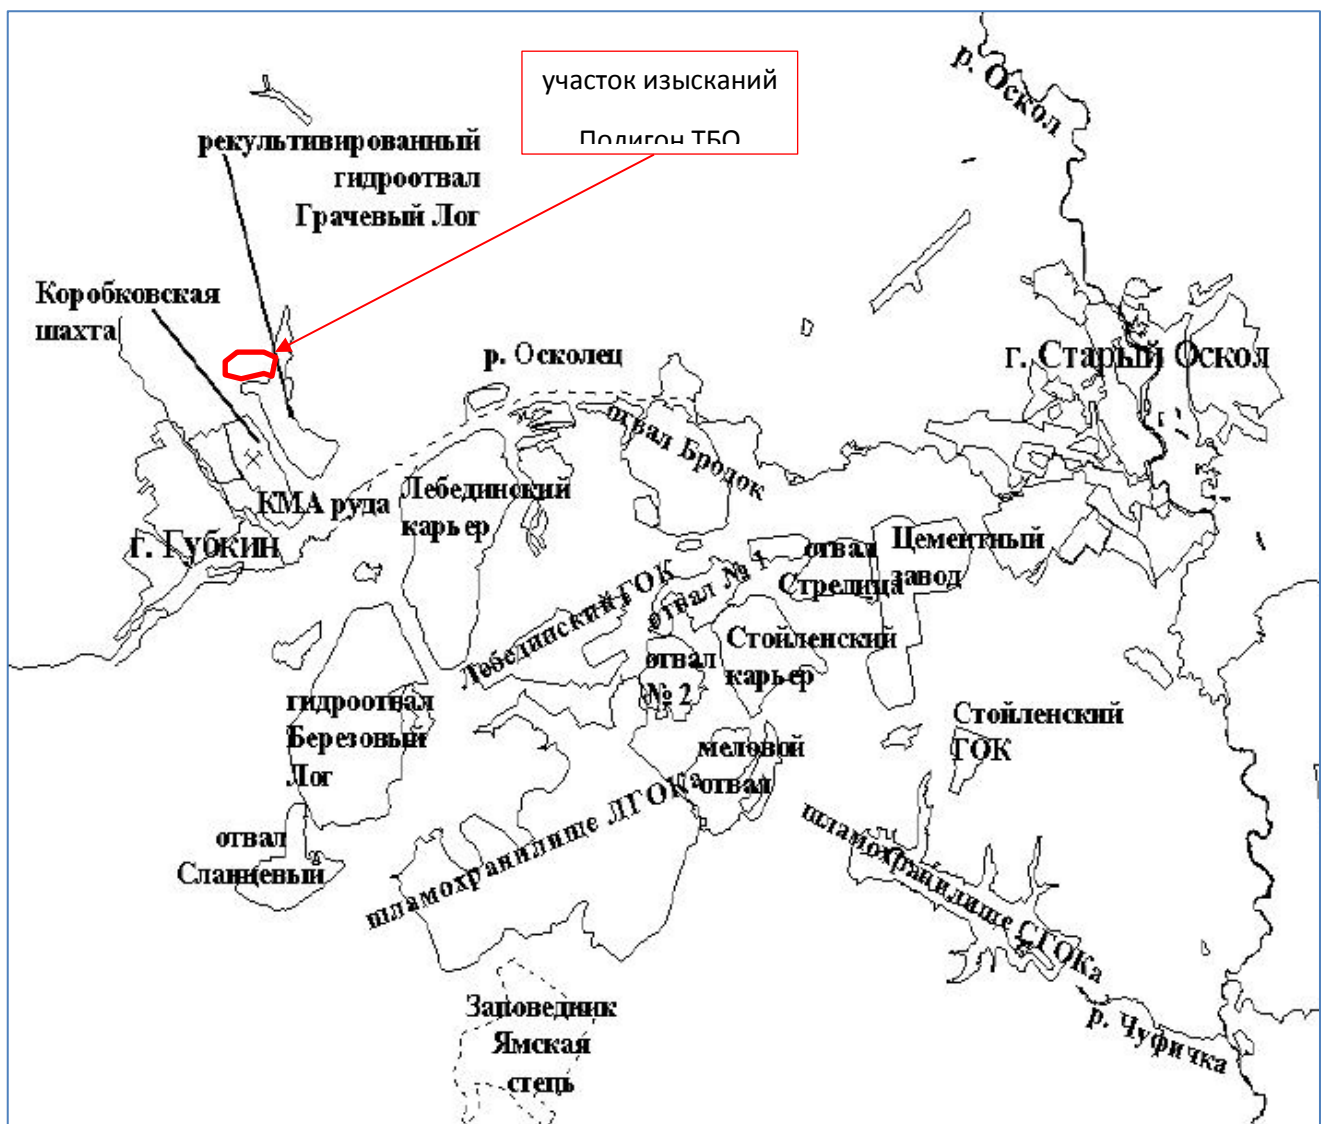 участок изысканий
Полигон ТБО
р. Оскол
рекультивированный
гидроотвал
Грачевый Лог
Коробковская
шахта
р. Осколец
г. Старый Оскол
отвал Бродок
КМА руда
Лебединский
карьер
г. Губкин
Лебединский ГОК
отвал № 1
отвал
Стрелица
Цементный
завод
отвал
№ 2
Стойленский
карьер
гидроотвал
Березовый
Лог
меловой
отвал
Стойленский
ГОК
отвал
Сланцевый
шламохранилище ЛГОКа
шламохранилище СГОКа
Заповедник
Ямская
степь
р. Чуфичка